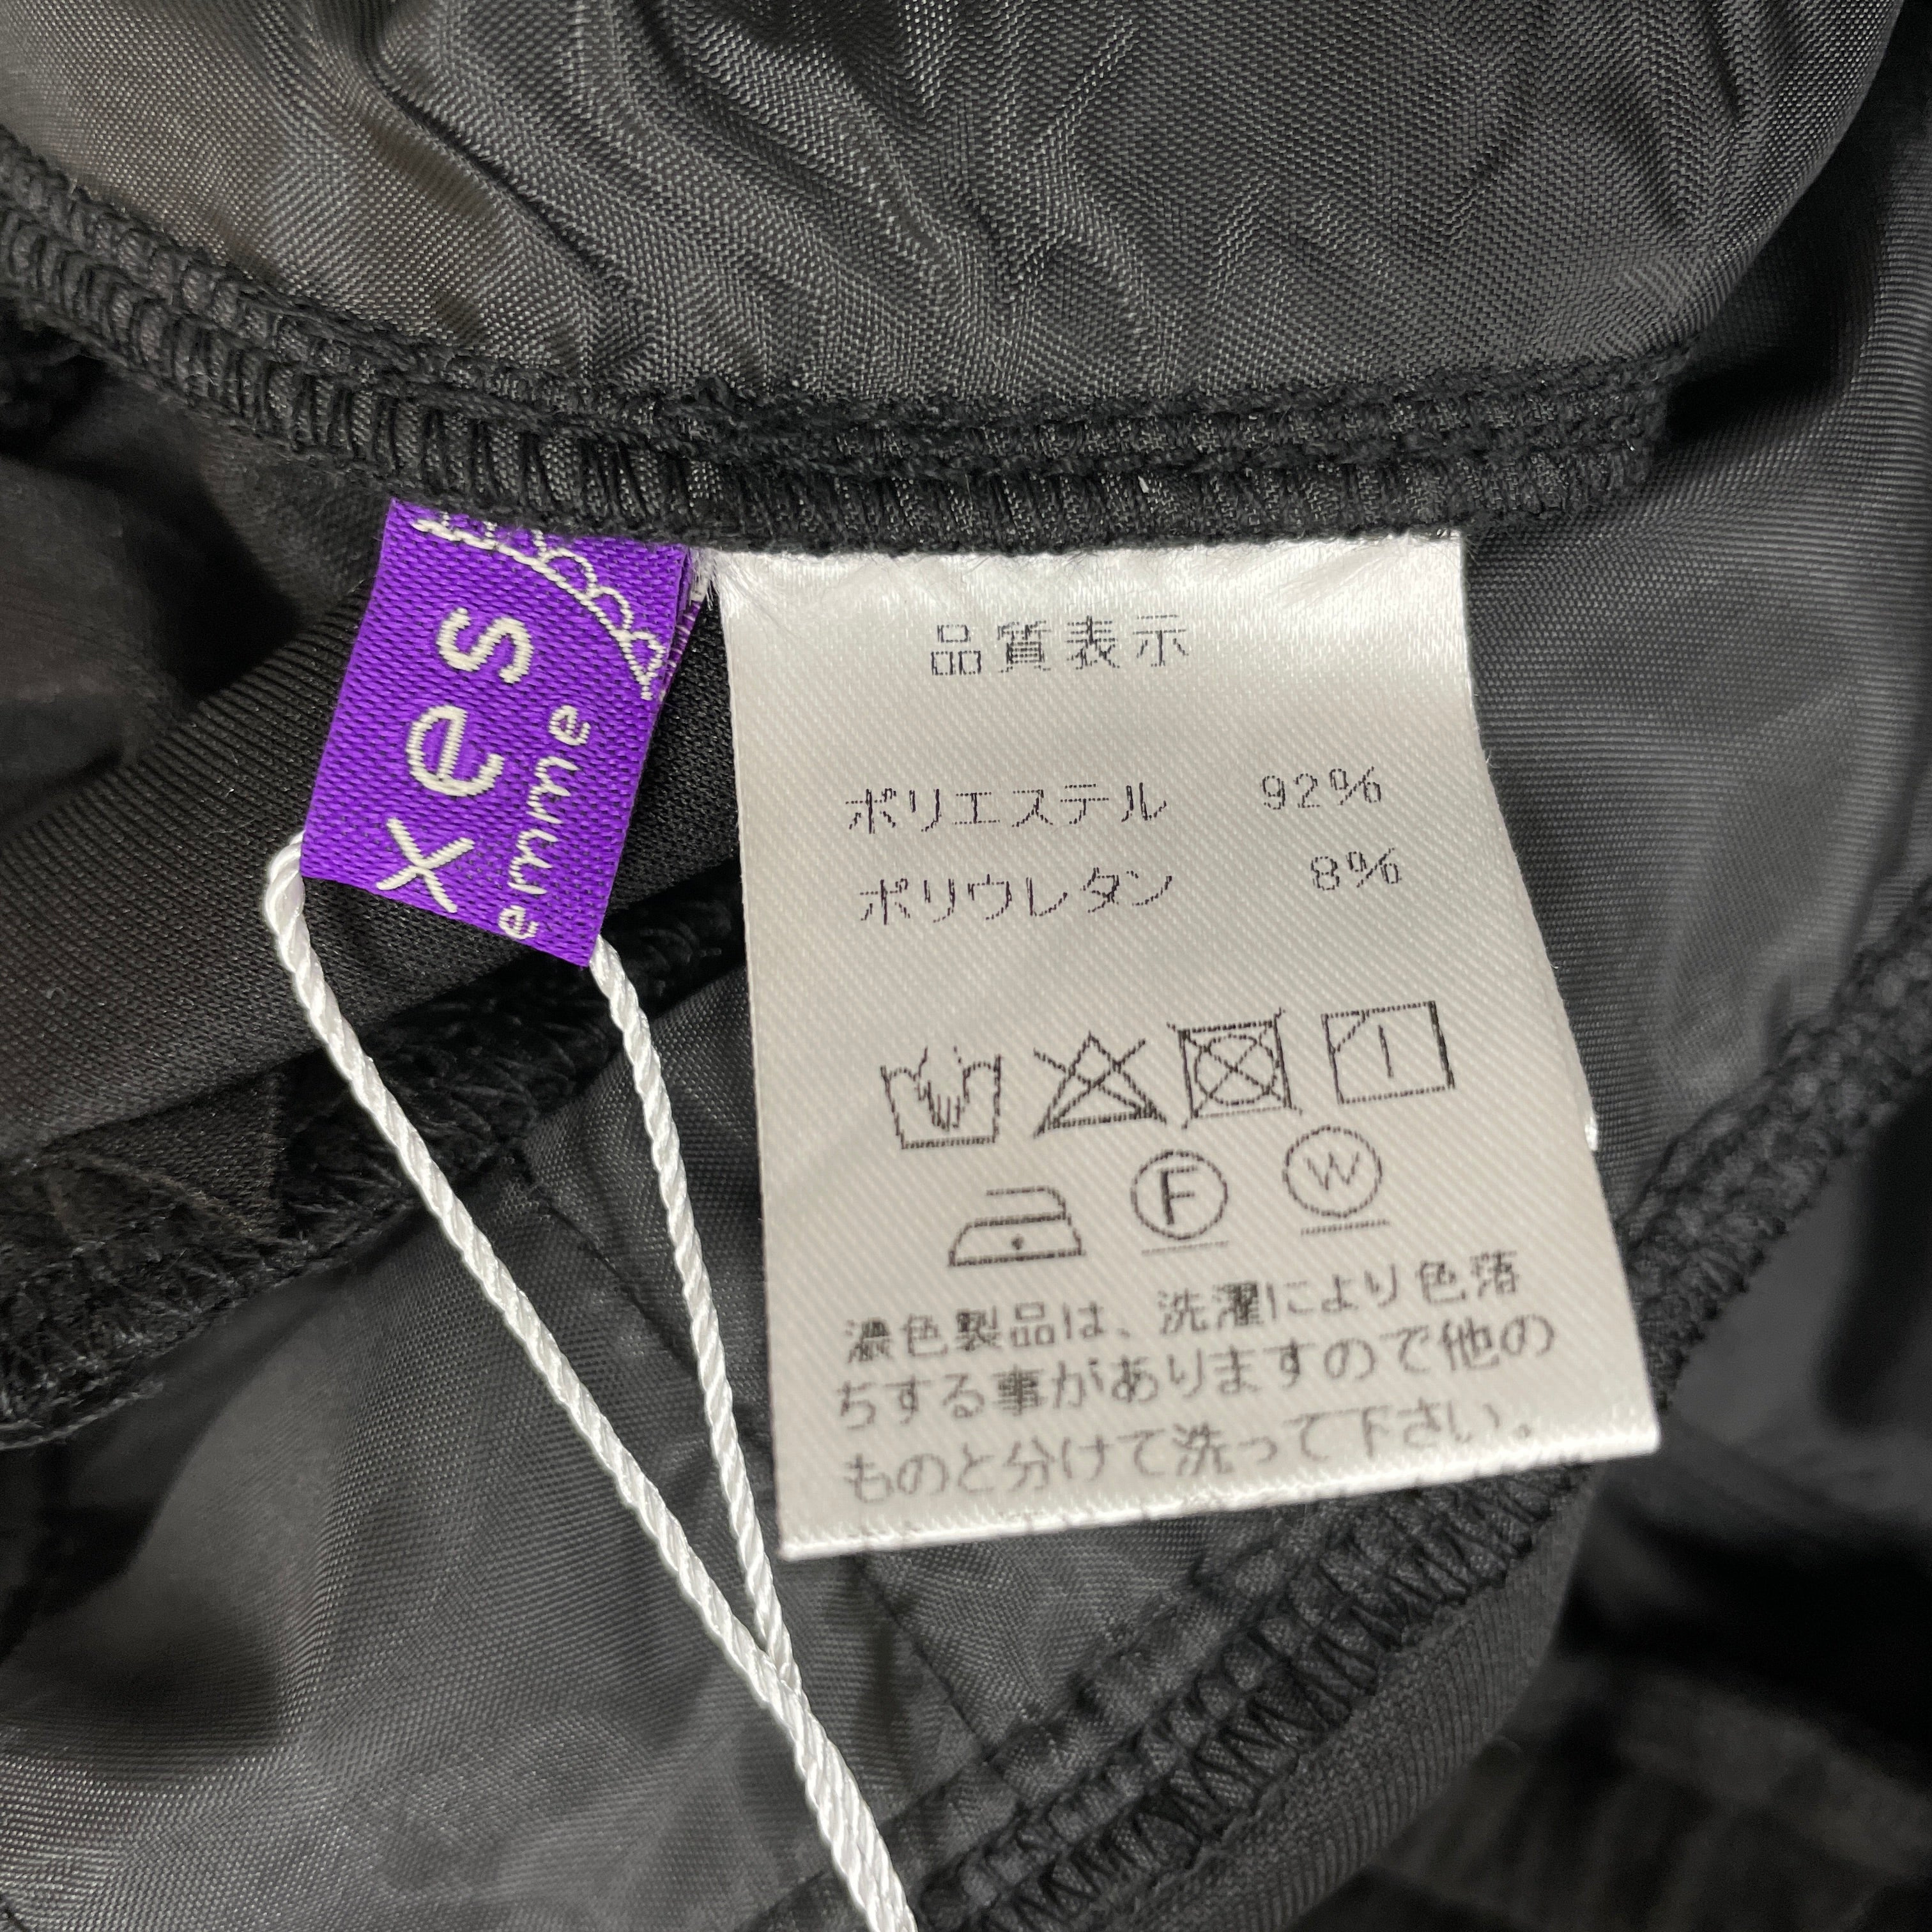 xes
emme
品質表示
ポリエステル 92%
ポリウレタン 8%
F W
濃色製品は、洗濯により色落
ちする事がありますので他の
ものと分けて洗って下さい。